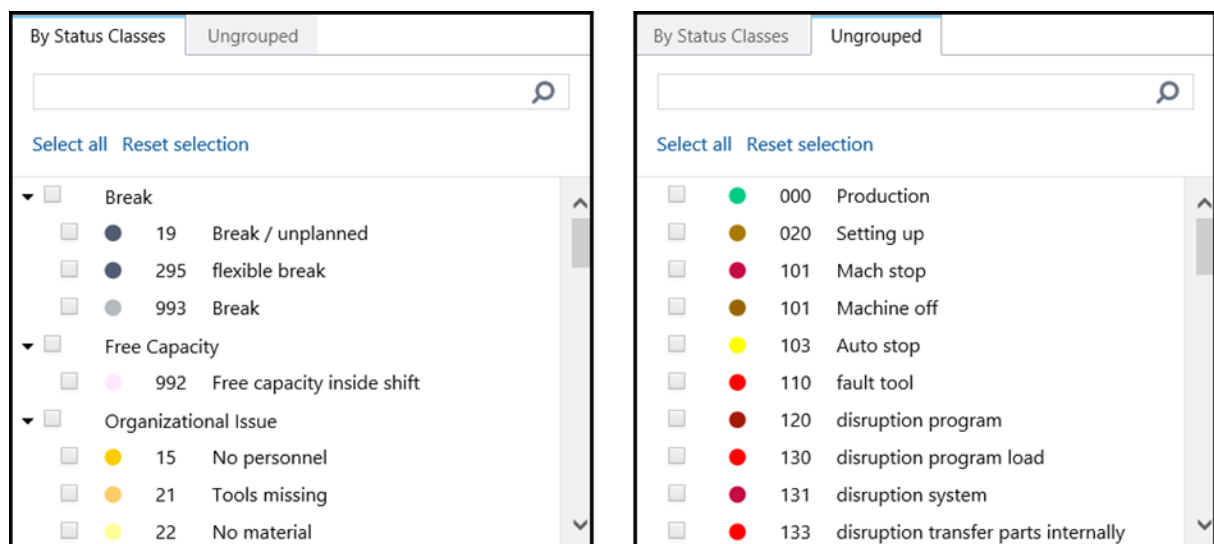 By Status Classes Ungrouped
Select all Reset selection
Break
19 Break / unplanned
295 flexible break
993 Break
Free Capacity
992 Free capacity inside shift
Organizational Issue
15 No personnel
21 Tools missing
22 No material
By Status Classes Ungrouped
Select all Reset selection
000 Production
020 Setting up
101 Mach stop
101 Machine off
103 Auto stop
110 fault tool
120 disruption program
130 disruption program load
131 disruption system
133 disruption transfer parts internally